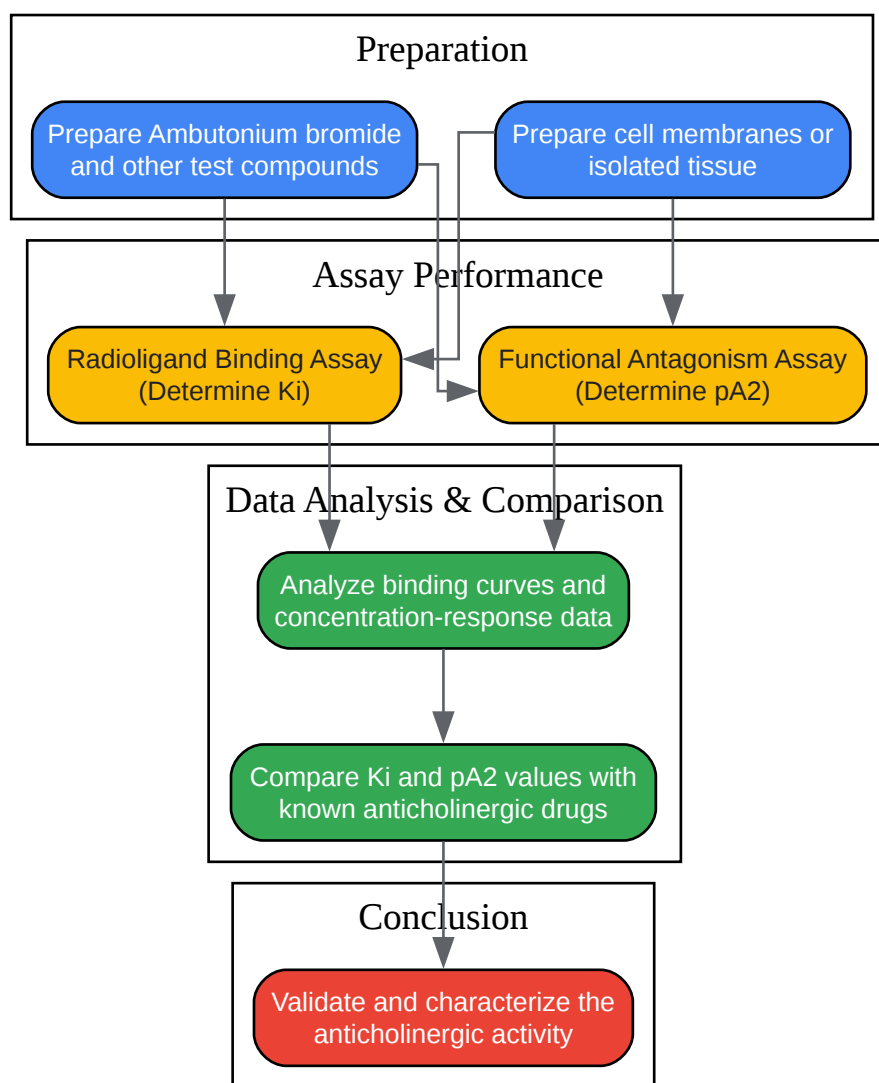 Preparation
Prepare Ambutonium bromide
and other test compounds
Prepare cell membranes or
isolated tissue
Assay Performance
Radioligand Binding Assay
(Determine Ki)
Functional Antagonism Assay
(Determine pA2)
Data Analysis & Comparison
Analyze binding curves and
concentration-response data
Compare Ki and pA2 values with
known anticholinergic drugs
Conclusion
Validate and characterize the
anticholinergic activity